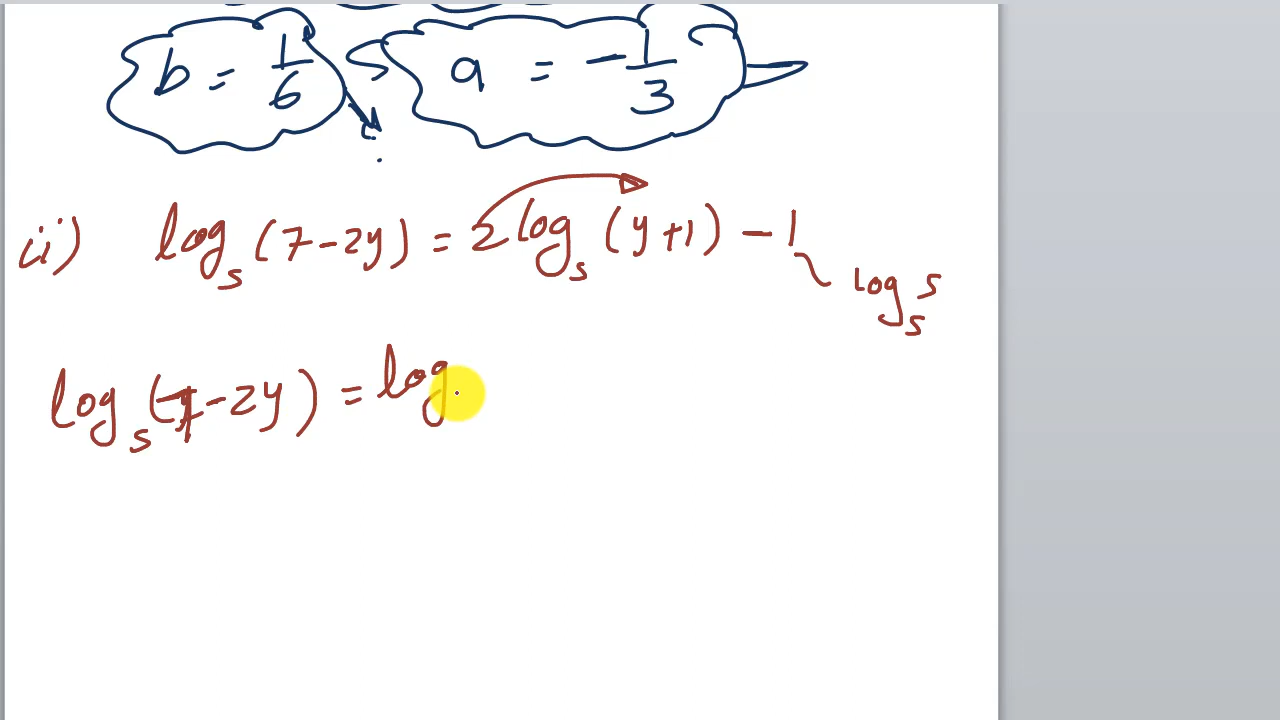 b = 1/6 a = -1/3
ii) log₅ (7-2y) = 2 log₅ (y+1) - 1
log₅ 5
log₅ (7-2y) = log